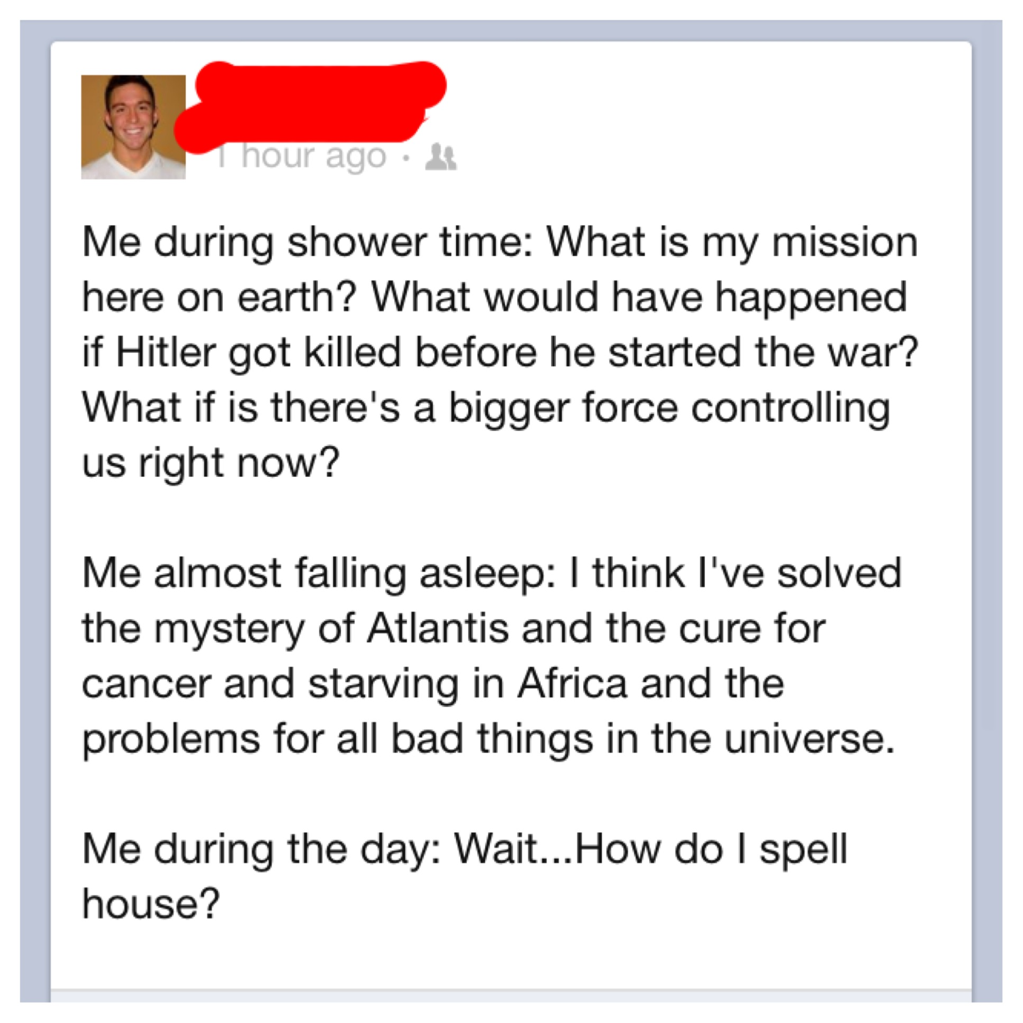 1 hour ago ·
Me during shower time: What is my mission
here on earth? What would have happened
if Hitler got killed before he started the war?
What if is there's a bigger force controlling
us right now?
Me almost falling asleep: I think I've solved
the mystery of Atlantis and the cure for
cancer and starving in Africa and the
problems for all bad things in the universe.
Me during the day: Wait...How do I spell
house?